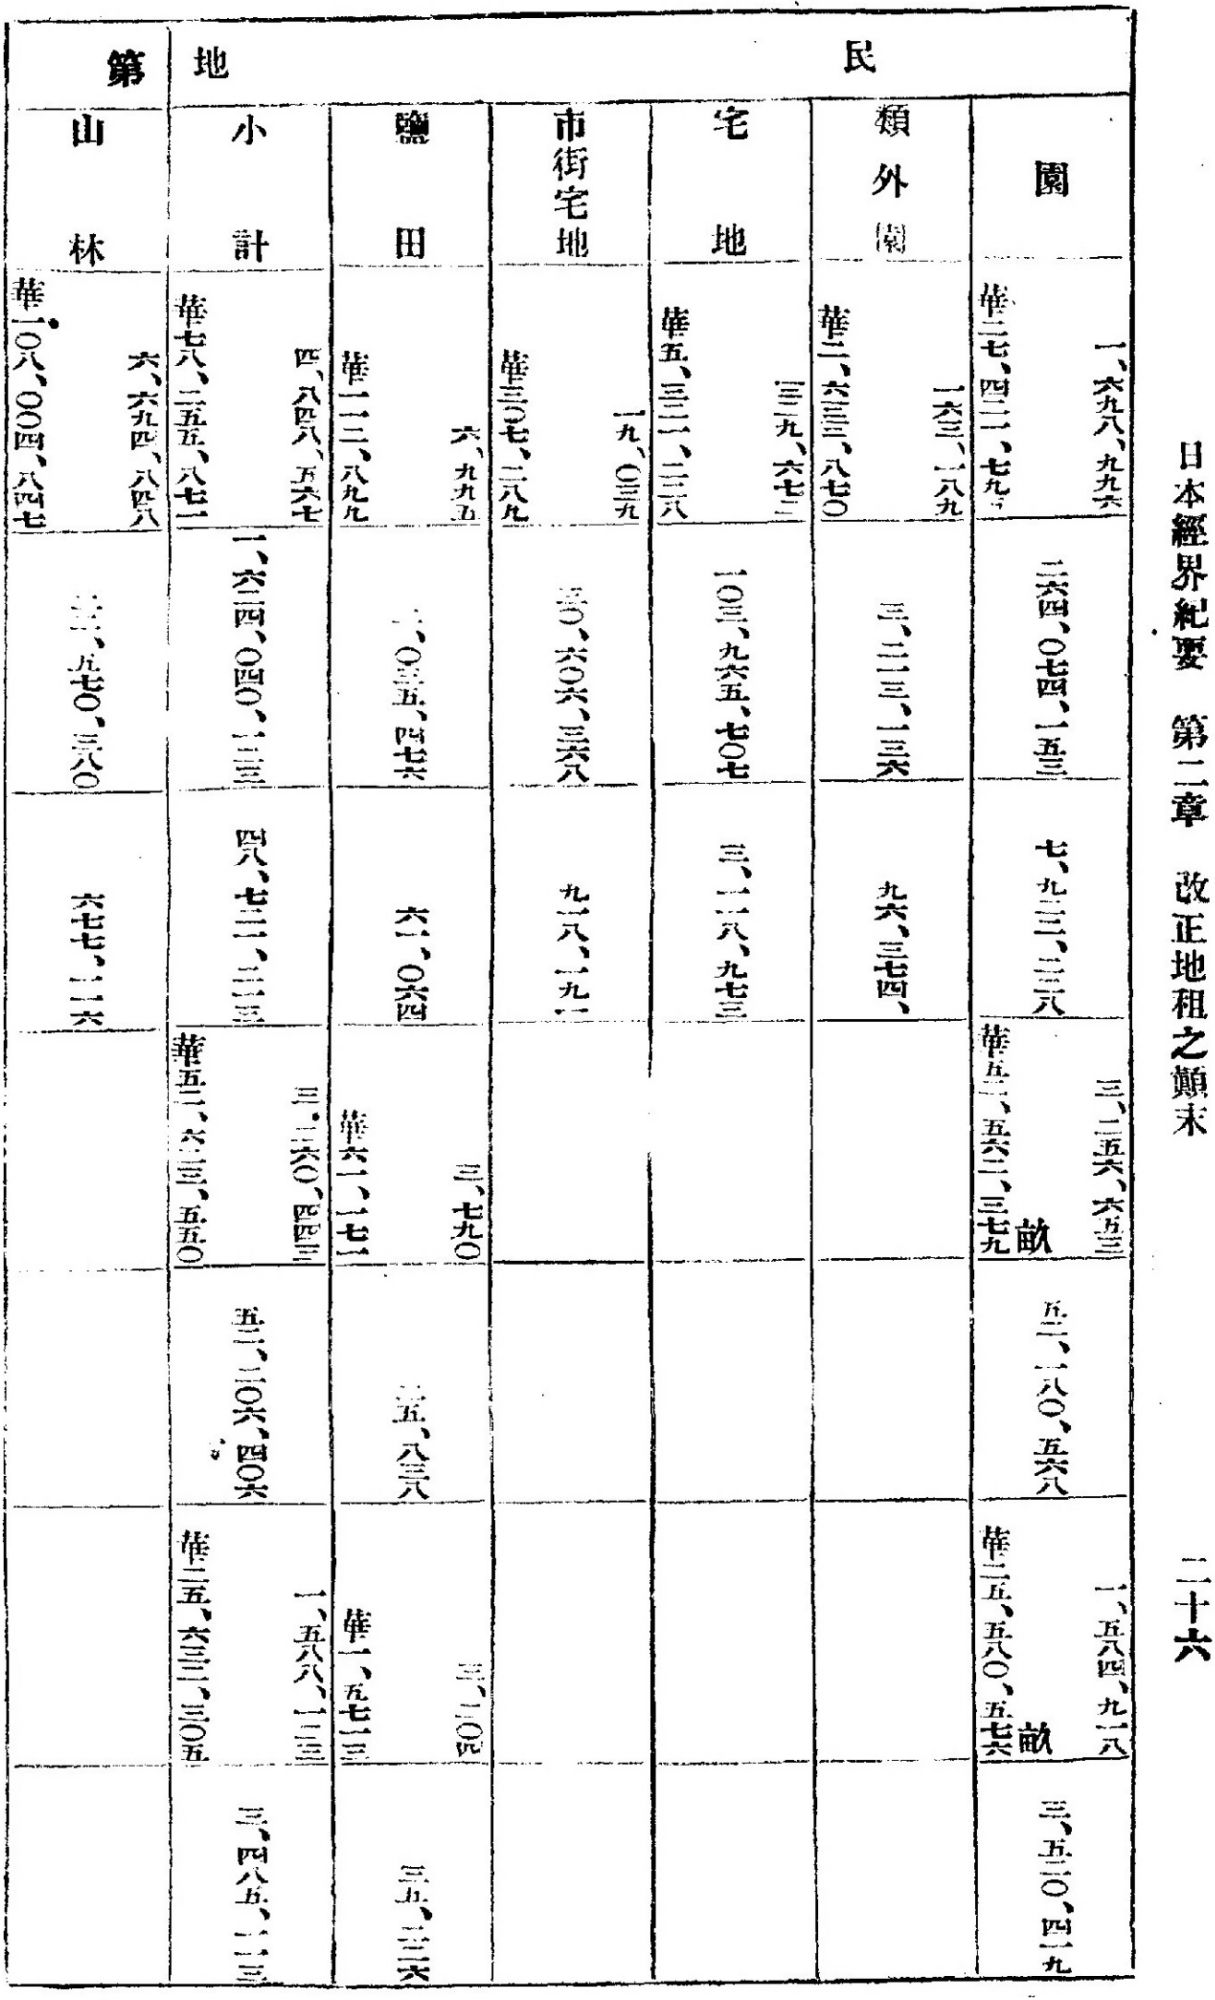 日本經界紀要 第二章 改正地租之顚末 二十六
民地
園
一、六九八、九九六
華二七、四二一、七九
二六四、〇七四、一五三
七、九二二、二二八
三、二五六、六五三
華五二、五六二、三七九畝
五二、一八〇、五六八
一、五八四、九一八
華二五、五八〇、五七六畝
三、五二〇、四一九
類外園
一六三、一八九
華二、六三三、八七〇
三、二一三、一三六
九六、三七四、
宅地
三二九、六七二
華五、三二一、二二八
一〇三、九六五、七〇七
三、一一八、九七三
市街宅地
一九、〇三九
華三〇七、二八九
三〇、六〇六、三六八
九一八、一九一
鹽田
六、九九五
華一一二、八九九
二、〇三五、四七六
六一、〇六四
三、七九〇
華六一、一七一
二五、八三八
三、二〇四
華一、五七一三
三五、二二六
小計
四、八四八、五六七
華七八、二五五、八七一
一、六二四、〇四〇、一三三
四八、七二一、二一三
三、二六〇、四四三
華五二、六二三、五五〇
五二、二〇六、四〇六
一、五八八、一二三
華二五、六三二、三〇五
三、四八五、一一三
第
山林
六、六九四、八四八
華一〇八、〇〇四、八四七
二二、五七〇、三八〇
六七七、一一六